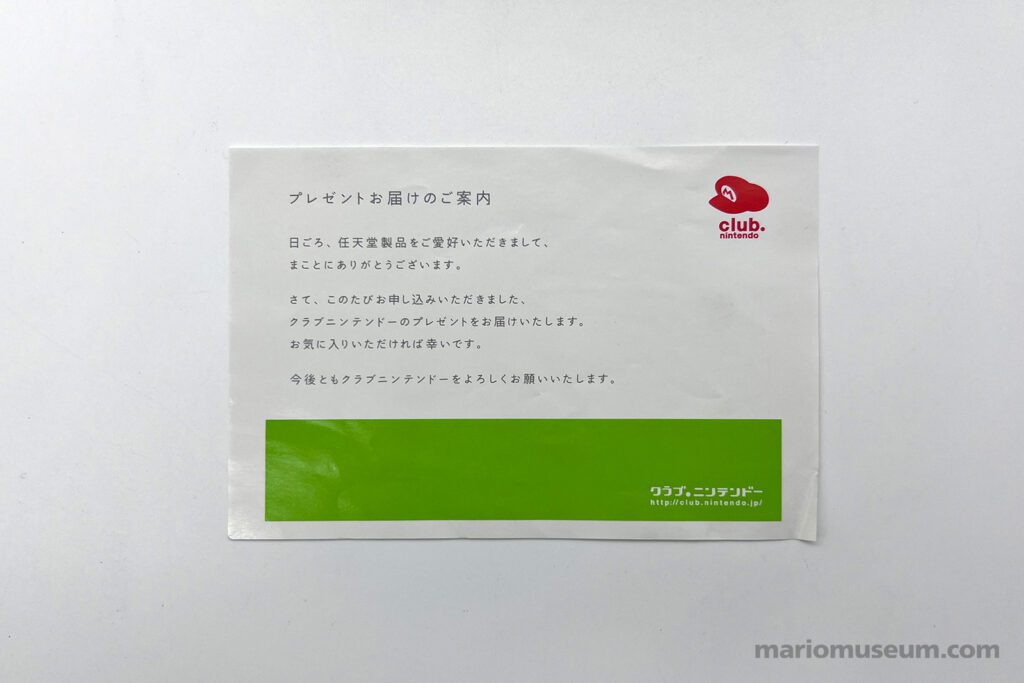 プレゼントお届けのご案内
M
club.
nintendo
日ごろ、任天堂製品をご愛好いただきまして、
まことにありがとうございます。
さて、このたびお申し込みいただきました、
クラブニンテンドーのプレゼントをお届けいたします。
お気に入りいただければ幸いです。
今後ともクラブニンテンドーをよろしくお願いいたします。
クラブ。ニンテンドー
http://club.nintendo.jp/
mariomuseum.com